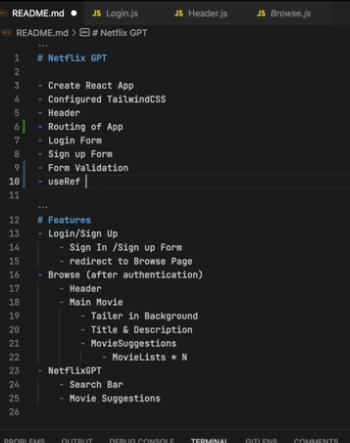 README.md ● JS Login.js JS Header.js JS Browse.js
README.md > # Netflix GPT
...
1 # Netflix GPT
2
3 - Create React App
4 - Configured TailwindCSS
5 - Header
6 - Routing of App
7 - Login Form
8 - Sign up Form
9 - Form Validation
10 - useRef
11
...
12 # Features
13 - Login/Sign Up
14 - Sign In /Sign up Form
15 - redirect to Browse Page
16 - Browse (after authentication)
17 - Header
18 - Main Movie
19 - Tailer in Background
20 - Title & Description
21 - MovieSuggestions
22 - MovieLists * N
23 - NetflixGPT
24 - Search Bar
25 - Movie Suggestions
26
PROBLEMS OUTPUT DEBUG CONSOLE TERMINAL GITLENS COMMENTS